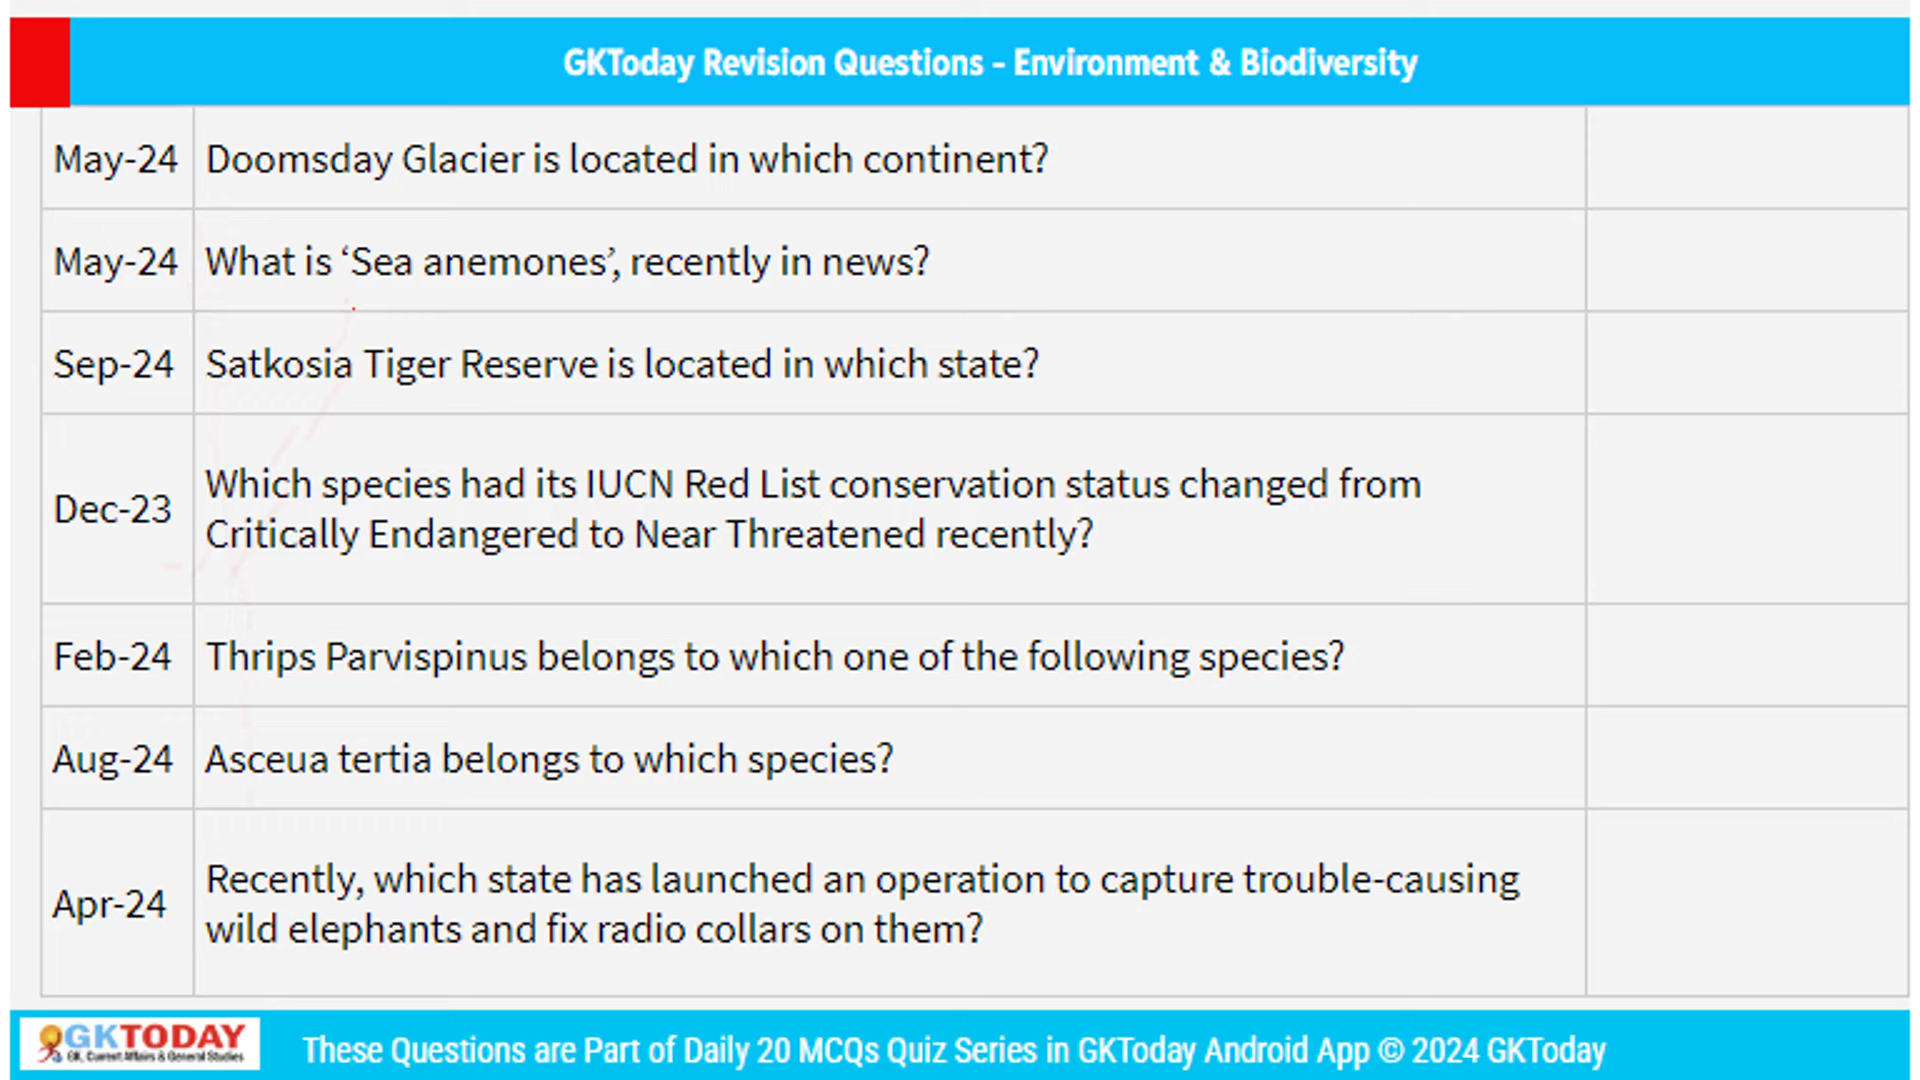 GKToday Revision Questions - Environment & Biodiversity
May-24 Doomsday Glacier is located in which continent?
May-24 What is ‘Sea anemones’, recently in news?
Sep-24 Satkosia Tiger Reserve is located in which state?
Dec-23 Which species had its IUCN Red List conservation status changed from
Critically Endangered to Near Threatened recently?
Feb-24 Thrips Parvispinus belongs to which one of the following species?
Aug-24 Asceua tertia belongs to which species?
Apr-24 Recently, which state has launched an operation to capture trouble-causing
wild elephants and fix radio collars on them?
GKTODAY
GK, Current Affairs & General Studies
These Questions are Part of Daily 20 MCQs Quiz Series in GKToday Android App © 2024 GKToday